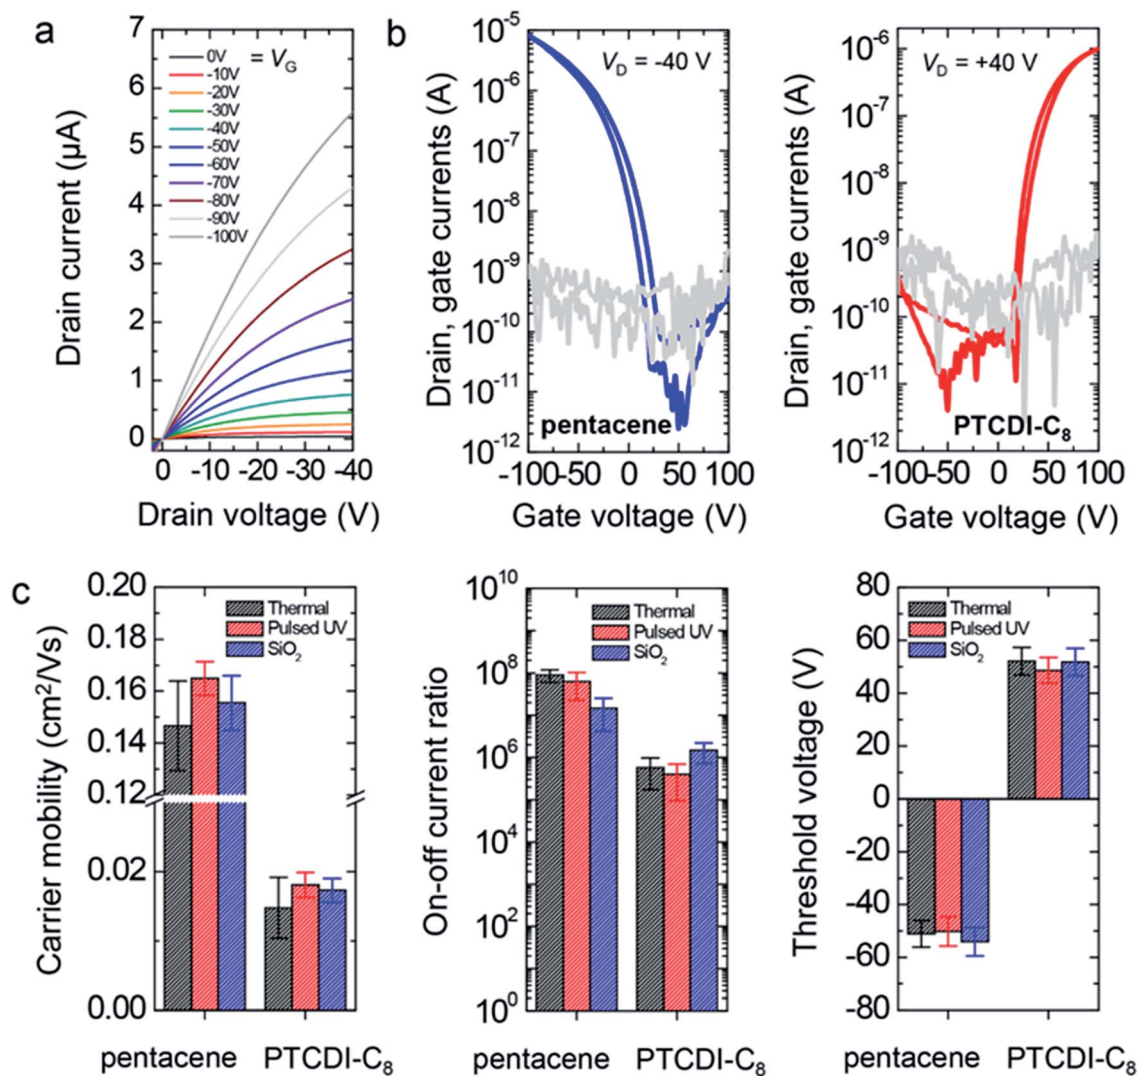 a
Drain current (μA)
7
6
5
4
3
2
1
0
0V = V_G
-10V
-20V
-30V
-40V
-50V
-60V
-70V
-80V
-90V
-100V
0 -10 -20 -30 -40
Drain voltage (V)
b
Drain, gate currents (A)
10⁻⁵
10⁻⁶
10⁻⁷
10⁻⁸
10⁻⁹
10⁻¹⁰
10⁻¹¹
10⁻¹²
V_D = -40 V
pentacene
-100 -50 0 50 100
Gate voltage (V)
Drain, gate currents (A)
10⁻⁶
10⁻⁷
10⁻⁸
10⁻⁹
10⁻¹⁰
10⁻¹¹
10⁻¹²
V_D = +40 V
PTCDI-C₈
-100 -50 0 50 100
Gate voltage (V)
c
Carrier mobility (cm²/Vs)
0.20
0.18
0.16
0.14
0.12
0.02
0.00
Thermal
Pulsed UV
SiO₂
pentacene PTCDI-C₈
On-off current ratio
10¹⁰
10⁸
10⁶
10⁴
10²
10⁰
Thermal
Pulsed UV
SiO₂
pentacene PTCDI-C₈
Threshold voltage (V)
80
60
40
20
0
-20
-40
-60
-80
Thermal
Pulsed UV
SiO₂
pentacene PTCDI-C₈